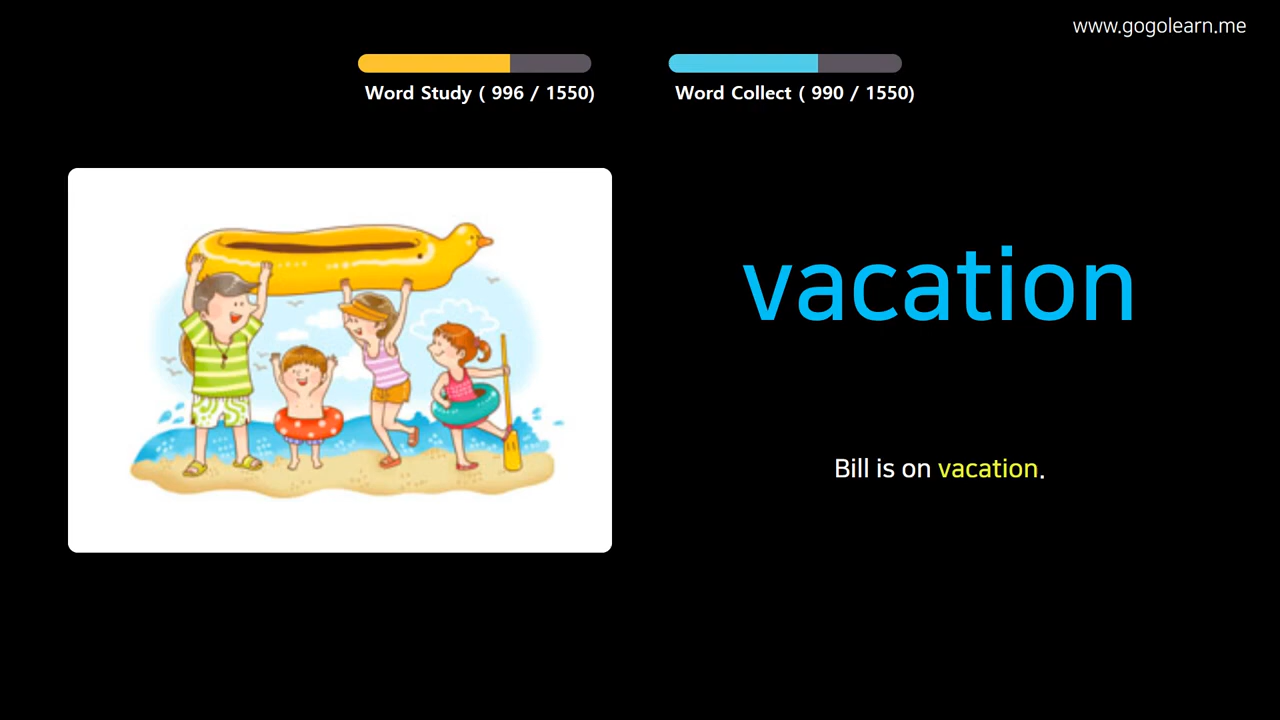 www.gogolearn.me
Word Study ( 996 / 1550)
Word Collect ( 990 / 1550)
vacation
Bill is on vacation.